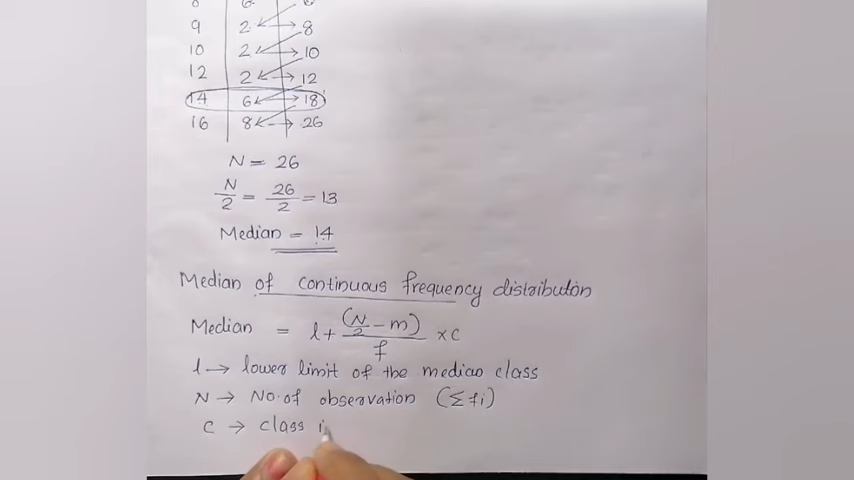 9 2 8
10 2 10
12 2 12
14 6 18
16 8 26
N = 26
N/2 = 26/2 = 13
Median = 14
Median of continuous frequency distribution
Median = l + (N/2 - m)/f × c
l → lower limit of the median class
N → No. of observation (Σfi)
C → class i